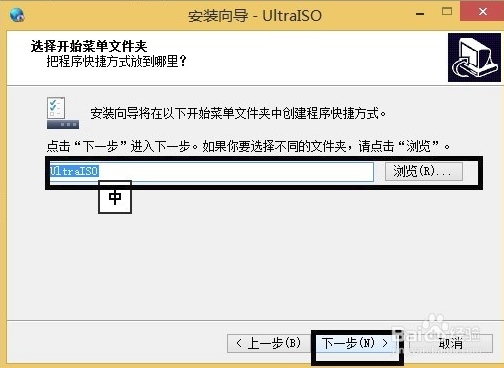 安装向导 - UltraISO
选择开始菜单文件夹
把程序快捷方式放到哪里？
安装向导将在以下开始菜单文件夹中创建程序快捷方式。
点击“下一步”进入下一步。如果你要选择不同的文件夹，请点击“浏览”。
UltraISO
浏览(R)...
中
< 上一步(B)
下一步(N) >
取消
Baidu 经验